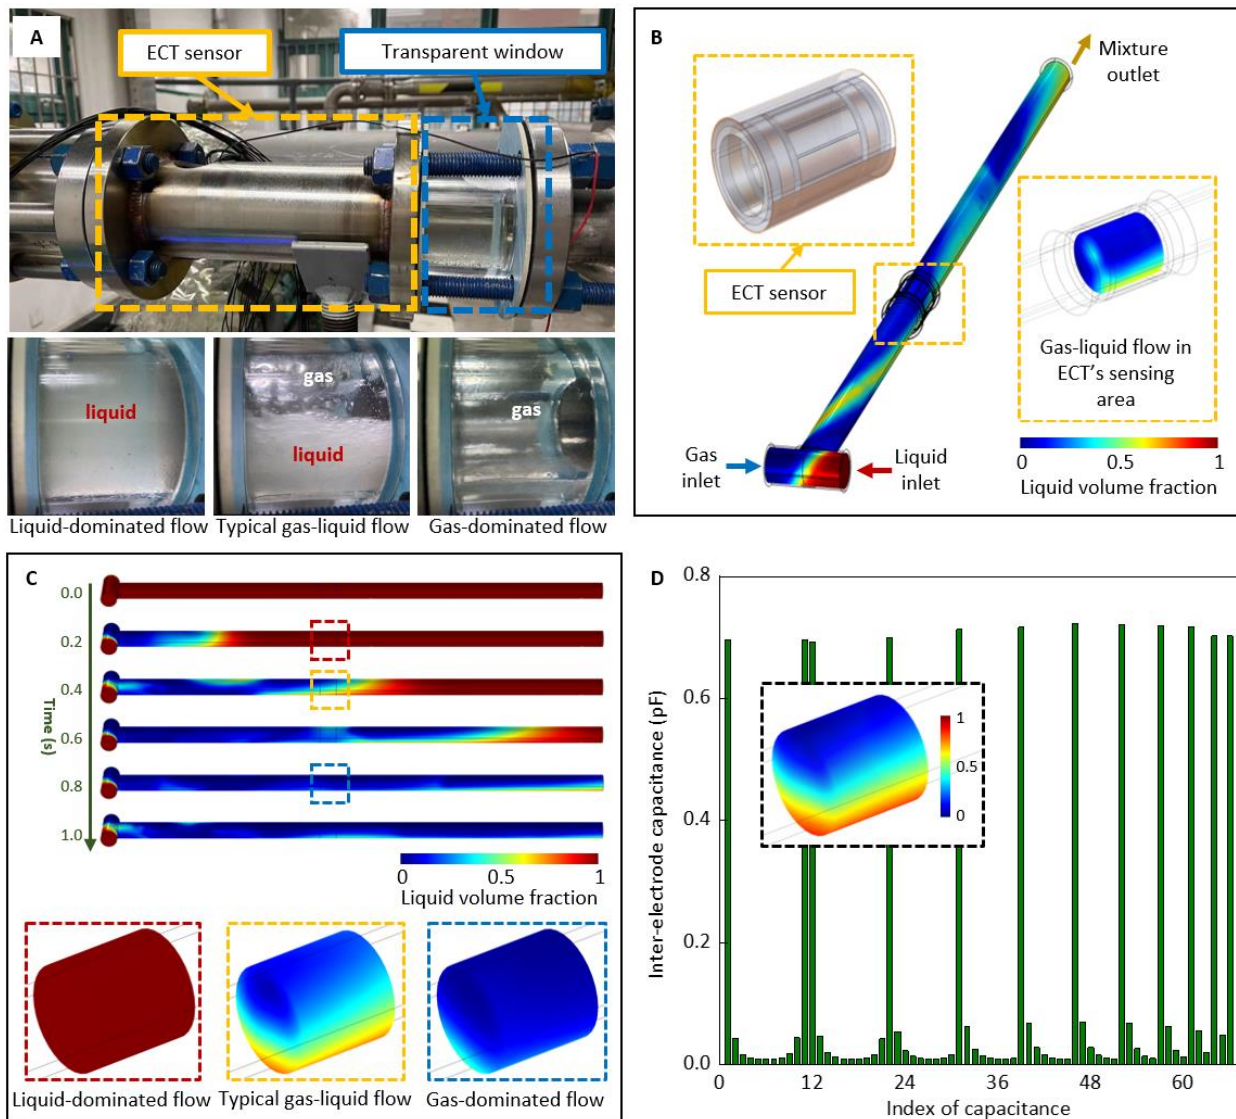 A
ECT sensor
Transparent window
liquid
gas
liquid
gas
Liquid-dominated flow
Typical gas-liquid flow
Gas-dominated flow
B
Mixture
outlet
ECT sensor
Gas-liquid flow in
ECT's sensing
area
Gas
inlet
Liquid
inlet
0
0.5
1
Liquid volume fraction
C
Time (s)
0.0
0.2
0.4
0.6
0.8
1.0
0
0.5
1
Liquid volume fraction
Liquid-dominated flow
Typical gas-liquid flow
Gas-dominated flow
D
Inter-electrode capacitance (pF)
0.8
0.6
0.4
0.2
0.0
1
0.5
0
0
12
24
36
48
60
Index of capacitance